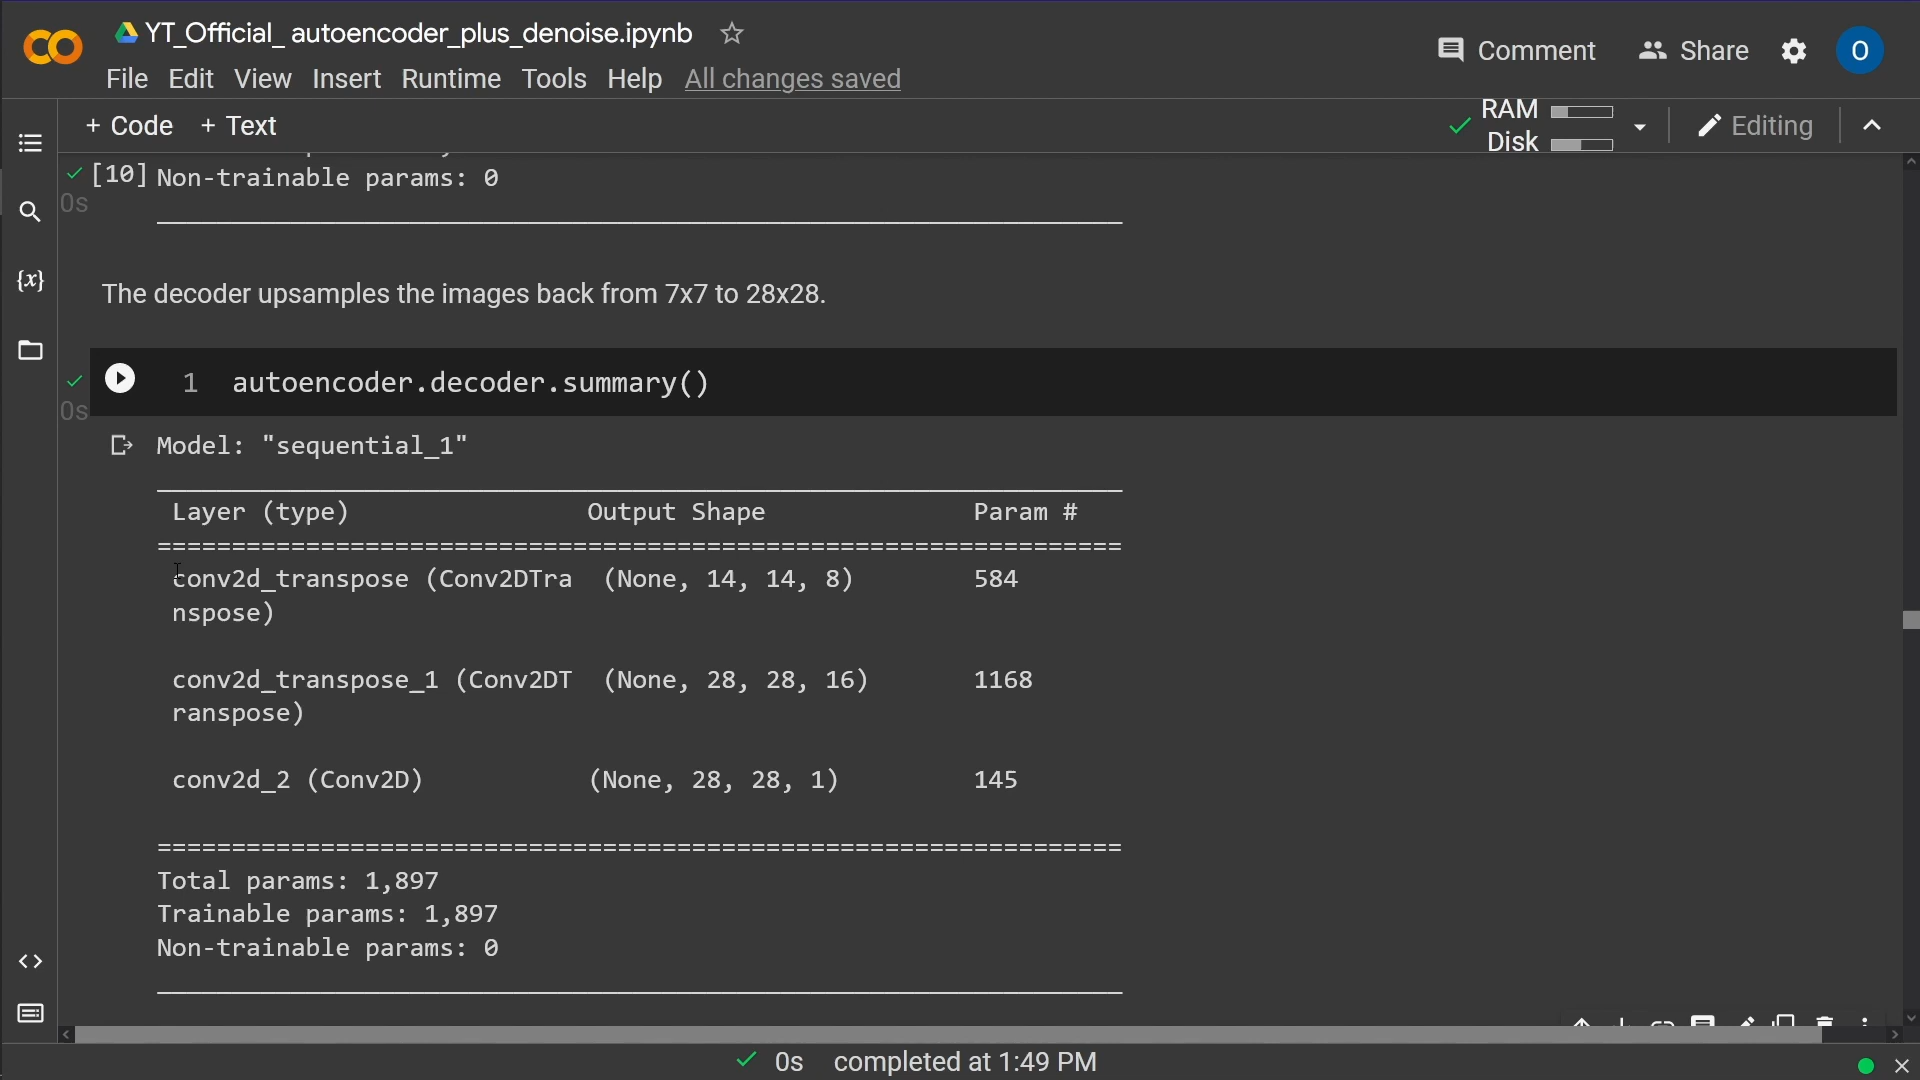 YT_Official_ autoencoder_plus_denoise.ipynb
Comment Share O
File Edit View Insert Runtime Tools Help All changes saved
+ Code + Text
RAM
Disk
Editing
[10] Non-trainable params: 0
0s
{x}
The decoder upsamples the images back from 7x7 to 28x28.
1 autoencoder.decoder.summary()
0s
Model: "sequential_1"
Layer (type) Output Shape Param #
=================================================================
conv2d_transpose (Conv2DTra (None, 14, 14, 8) 584
nspose)
conv2d_transpose_1 (Conv2DT (None, 28, 28, 16) 1168
ranspose)
conv2d_2 (Conv2D) (None, 28, 28, 1) 145
=================================================================
Total params: 1,897
Trainable params: 1,897
Non-trainable params: 0
0s completed at 1:49 PM